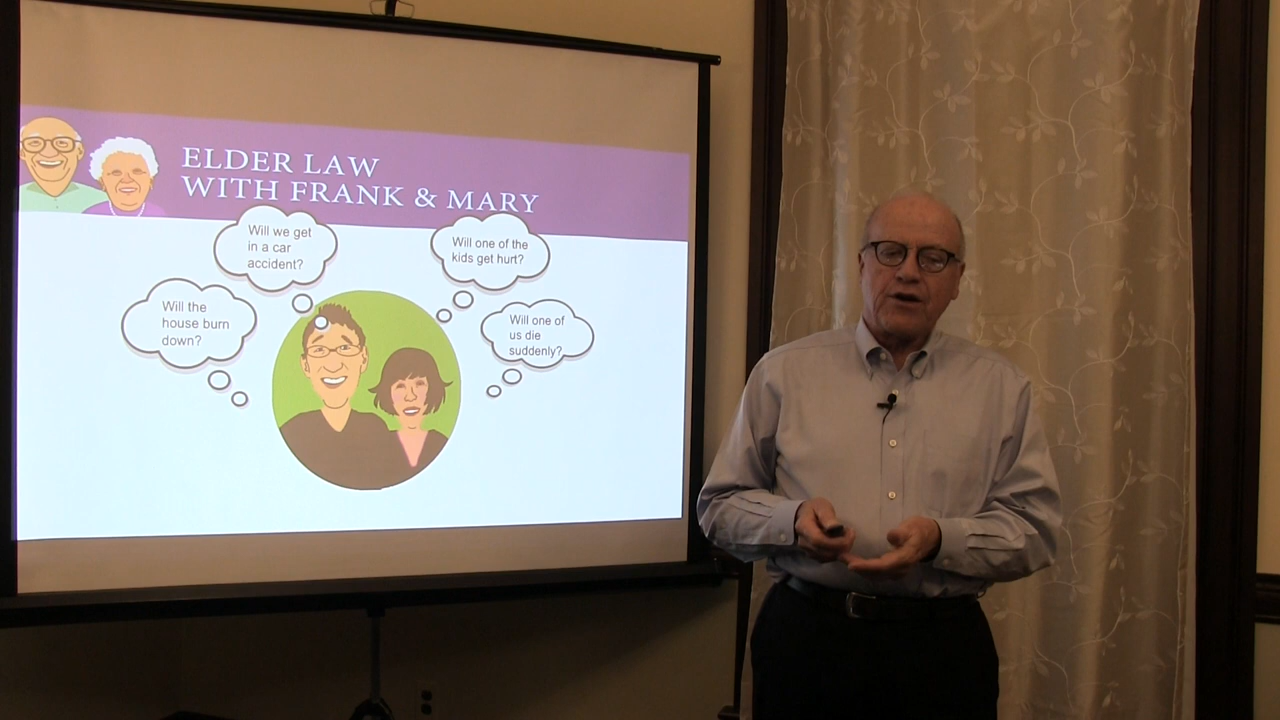 ELDER LAW
WITH FRANK & MARY
Will we get
in a car
accident?
Will one of the
kids get hurt?
Will the
house burn
down?
Will one of
us die
suddenly?